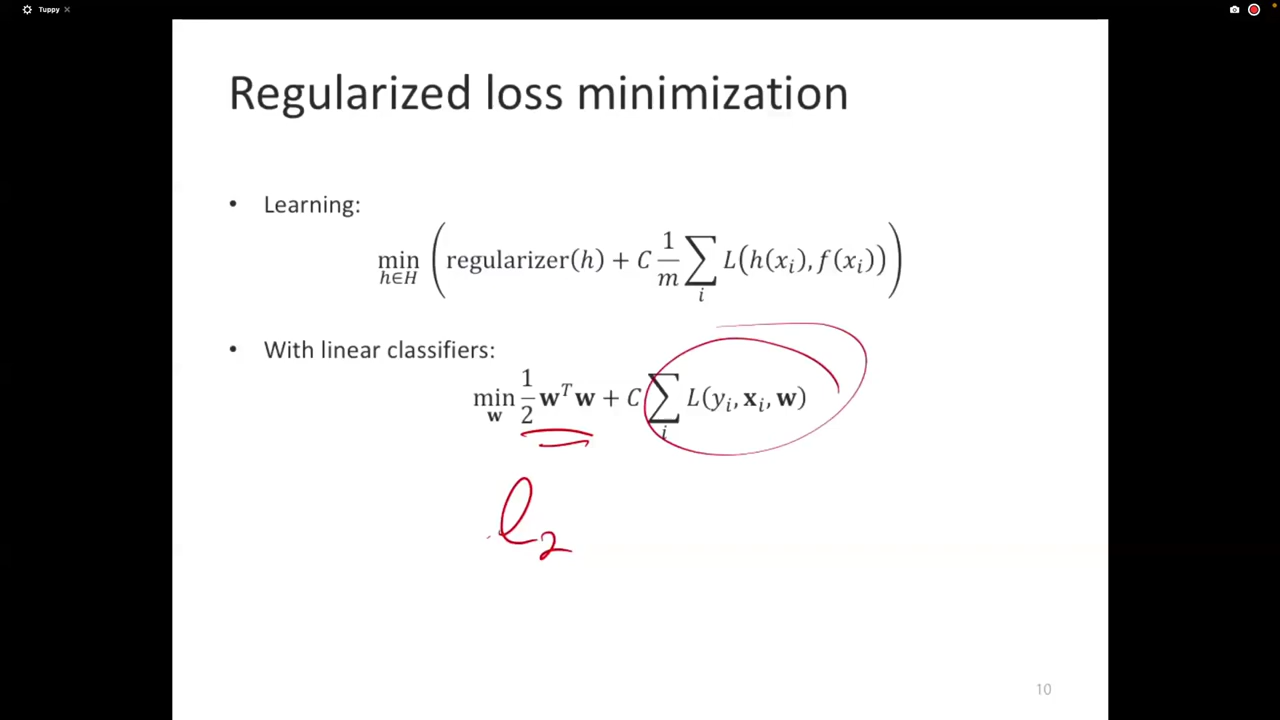 Tuppy ×
Regularized loss minimization
• Learning:
min h∈H ( regularizer(h) + C 1/m ∑ i L(h(xᵢ), f(xᵢ)) )
• With linear classifiers:
min w 1/2 wᵀw + C ∑ i L(yᵢ, xᵢ, w)
l₂
10